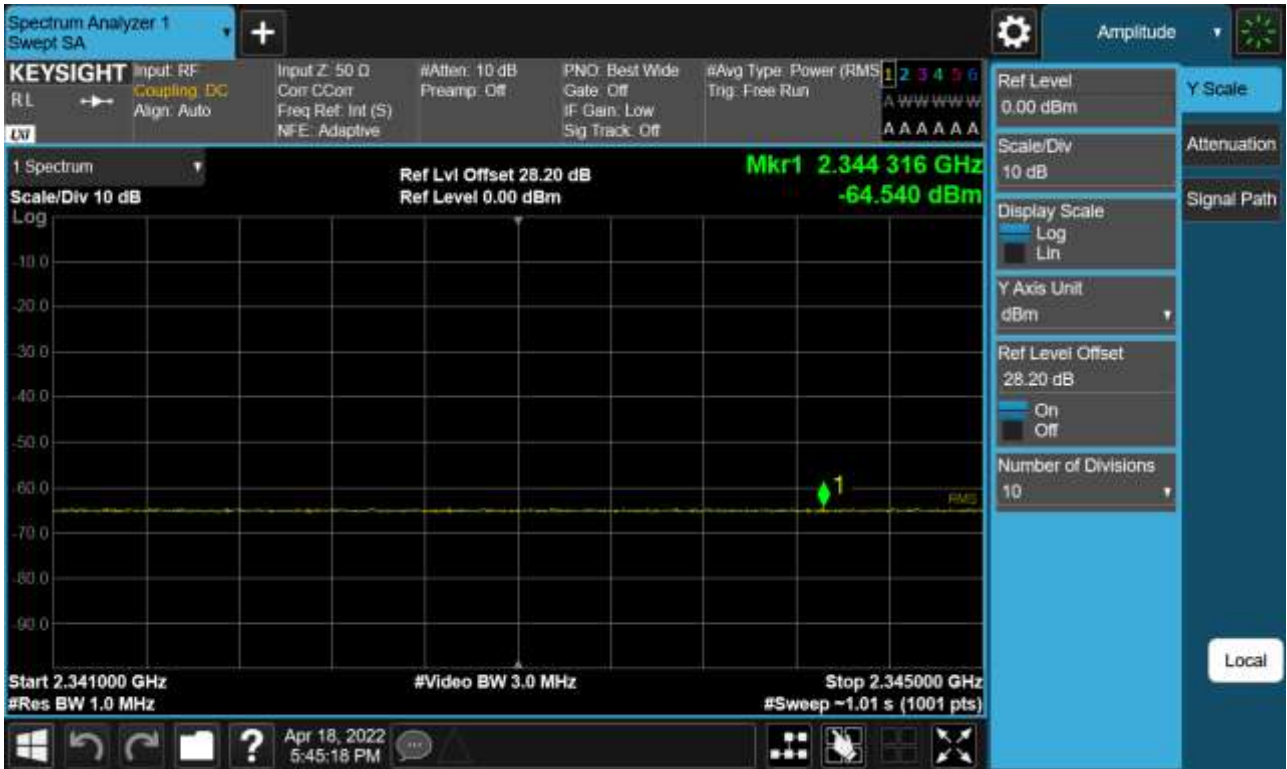 Spectrum Analyzer 1
Swept SA
+
Amplitude
KEYSIGHT
RL
LXI
Input: RF
Coupling: DC
Align: Auto
Input Z: 50 Ω
Corr CCorr
Freq Ref: Int (S)
NFE: Adaptive
#Atten: 10 dB
Preamp: Off
PNO: Best Wide
Gate: Off
IF Gain: Low
Sig Track: Off
#Avg Type: Power (RMS
Trig: Free Run
1 2 3 4 5 6
A W W W W W
A A A A A A
1 Spectrum
Scale/Div 10 dB
Log
Ref Lvl Offset 28.20 dB
Ref Level 0.00 dBm
Mkr1 2.344 316 GHz
-64.540 dBm
-10.0
-20.0
-30.0
-40.0
-50.0
-60.0
-70.0
-80.0
-90.0
1
RMS
Start 2.341000 GHz
#Res BW 1.0 MHz
#Video BW 3.0 MHz
Stop 2.345000 GHz
#Sweep ~1.01 s (1001 pts)
Ref Level
0.00 dBm
Scale/Div
10 dB
Display Scale
Log
Lin
Y Axis Unit
dBm
Ref Level Offset
28.20 dB
On
Off
Number of Divisions
10
Y Scale
Attenuation
Signal Path
Local
?
Apr 18, 2022
5:45:18 PM